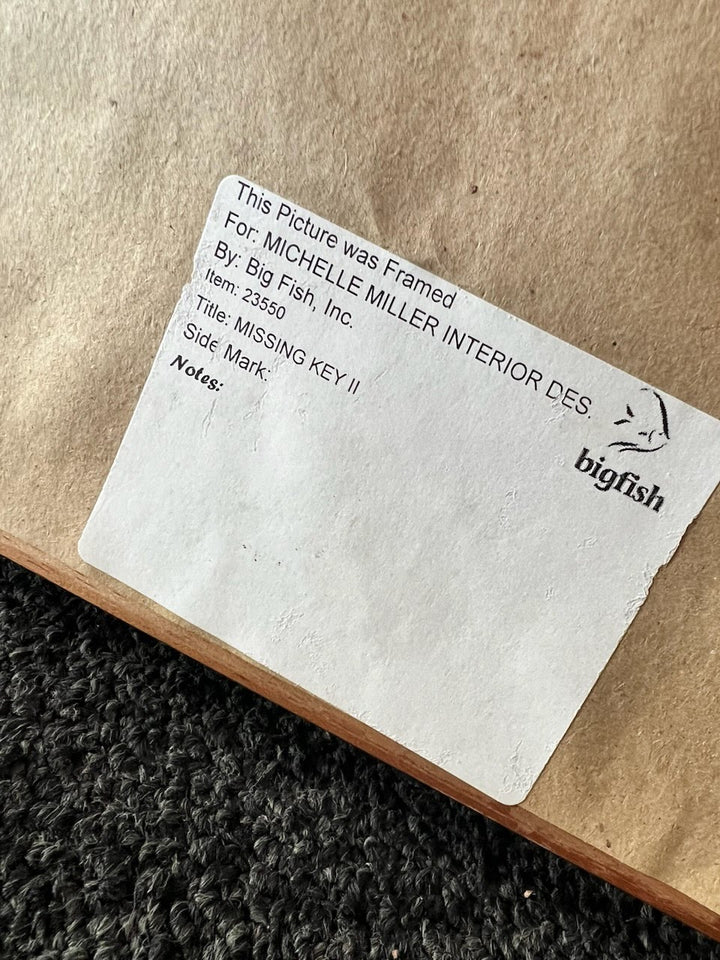 This Picture was Framed
For: MICHELLE MILLER INTERIOR DES.
By: Big Fish, Inc.
Item: 23550
Title: MISSING KEY II
Side Mark:
Notes:
bigfish